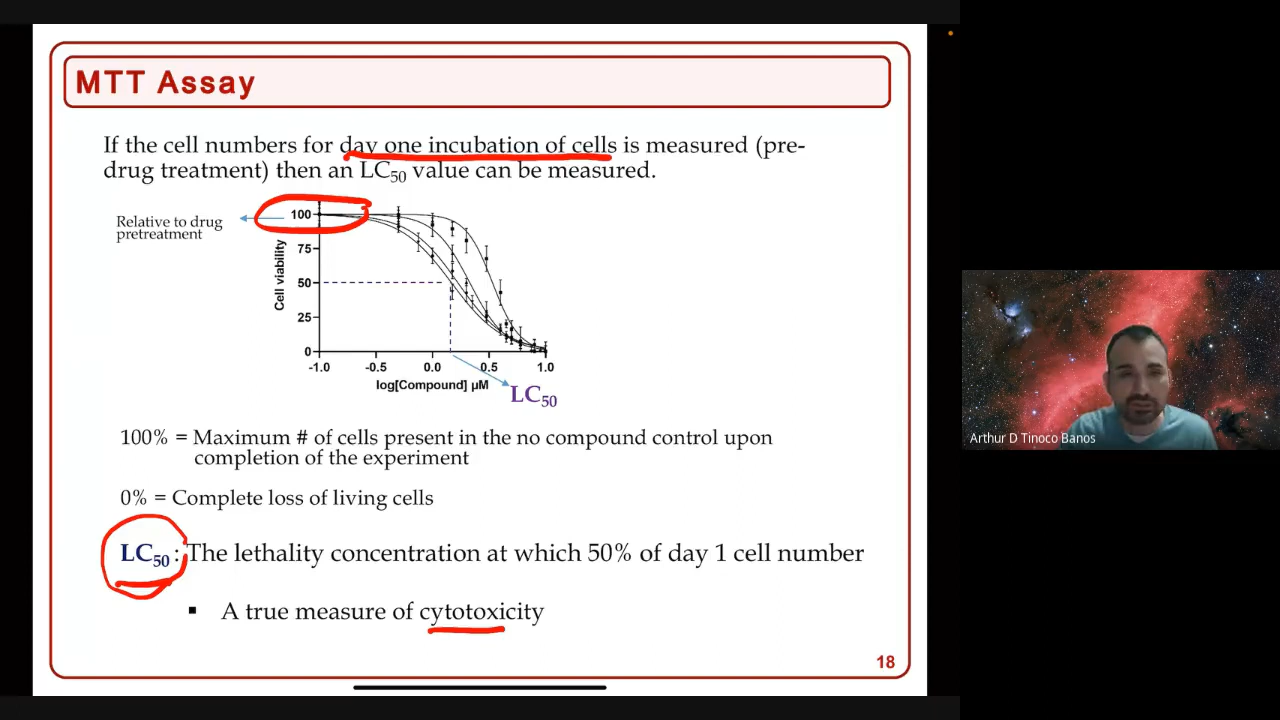 MTT Assay
If the cell numbers for day one incubation of cells is measured (pre-
drug treatment) then an LC50 value can be measured.
Relative to drug
pretreatment
100
75
50
25
0
Cell viability
-1.0 -0.5 0.0 0.5 1.0
log[Compound] μM
LC50
100% = Maximum # of cells present in the no compound control upon
completion of the experiment
0% = Complete loss of living cells
LC50: The lethality concentration at which 50% of day 1 cell number
▪ A true measure of cytotoxicity
18
Arthur D Tinoco Banos